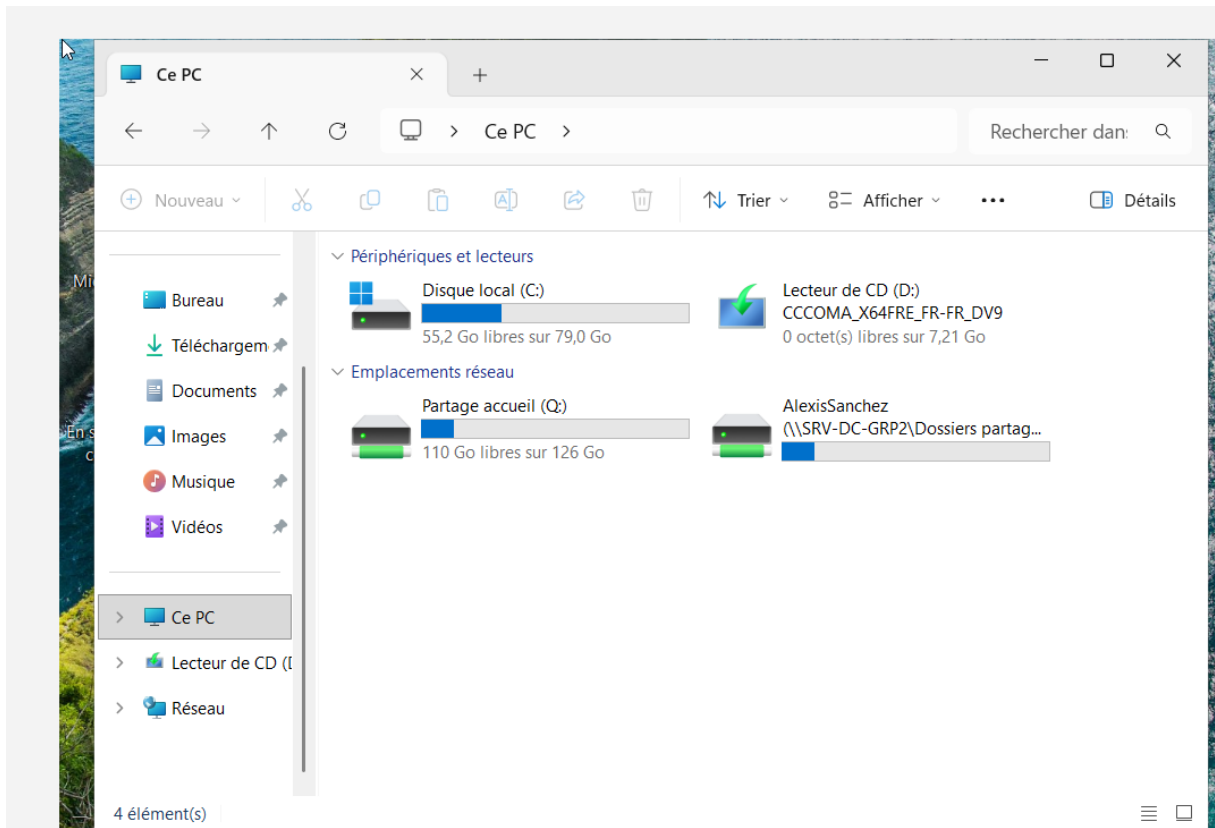 Ce PC
Ce PC
Rechercher dan:
Nouveau
Trier
Afficher
Détails
Bureau
Téléchargem
Documents
Images
Musique
Vidéos
Ce PC
Lecteur de CD (D
Réseau
Périphériques et lecteurs
Disque local (C:)
55,2 Go libres sur 79,0 Go
Lecteur de CD (D:)
CCCOMA_X64FRE_FR-FR_DV9
0 octet(s) libres sur 7,21 Go
Emplacements réseau
Partage accueil (Q:)
110 Go libres sur 126 Go
AlexisSanchez
(\\SRV-DC-GRP2\Dossiers partag...
4 élément(s)
Mi
En s
c